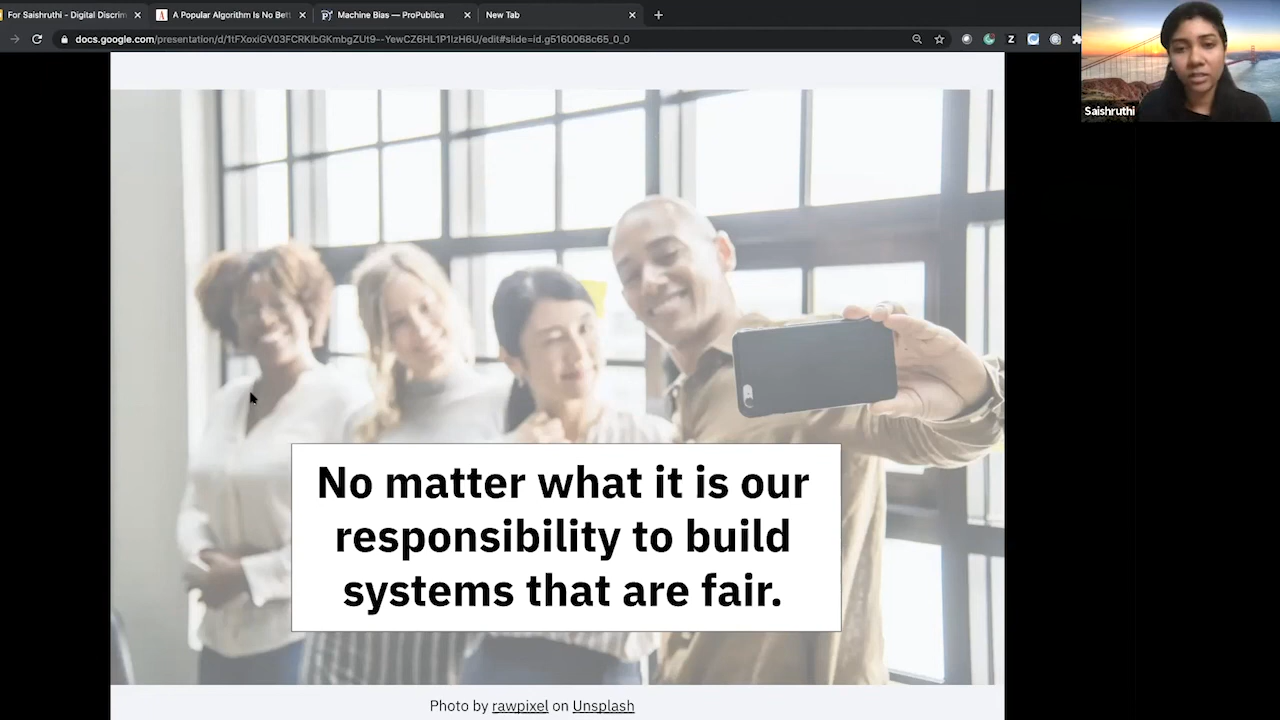 For Saishruthi - Digital Discrim
A Popular Algorithm Is No Bett
Machine Bias — ProPublica
New Tab
docs.google.com/presentation/d/1tFXoxiGV03FCRKIbGKmbgZUt9--YewCZ6HL1P1IzH6U/edit#slide=id.g5160068c65_0_0
Saishruthi
No matter what it is our
responsibility to build
systems that are fair.
Photo by rawpixel on Unsplash